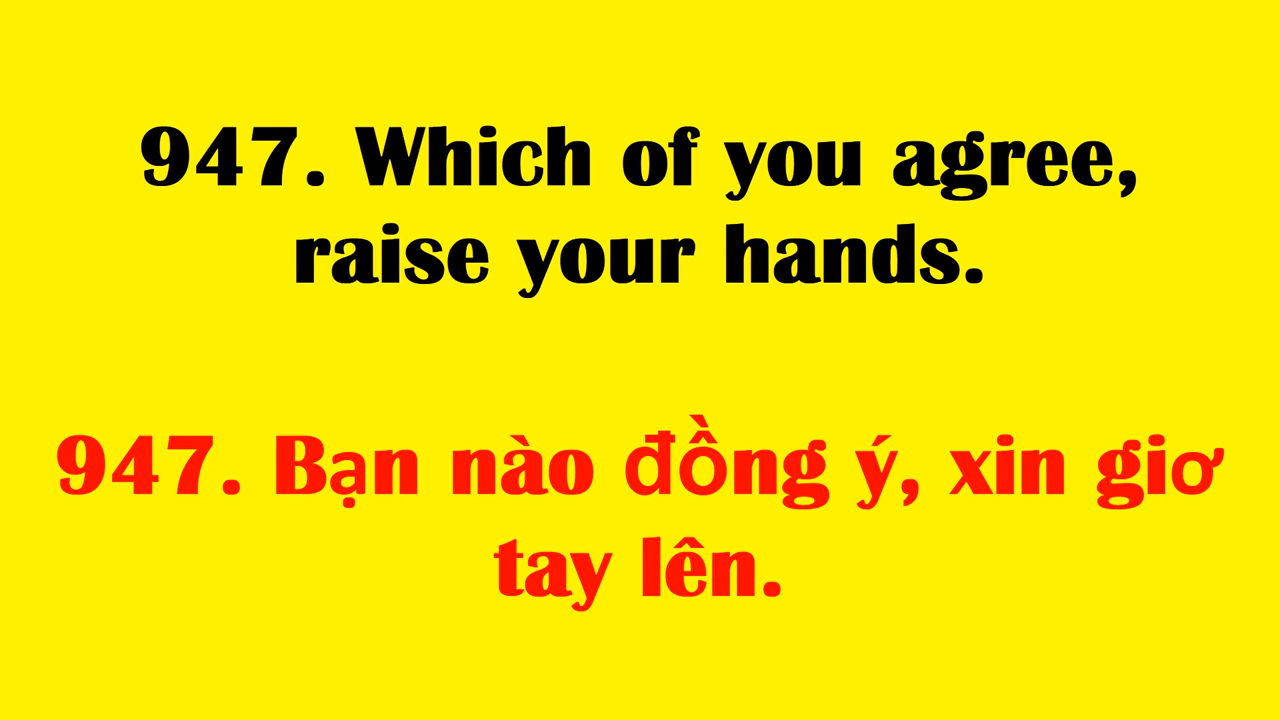 947. Which of you agree,
raise your hands.
947. Bạn nào đồng ý, xin giơ
tay lên.